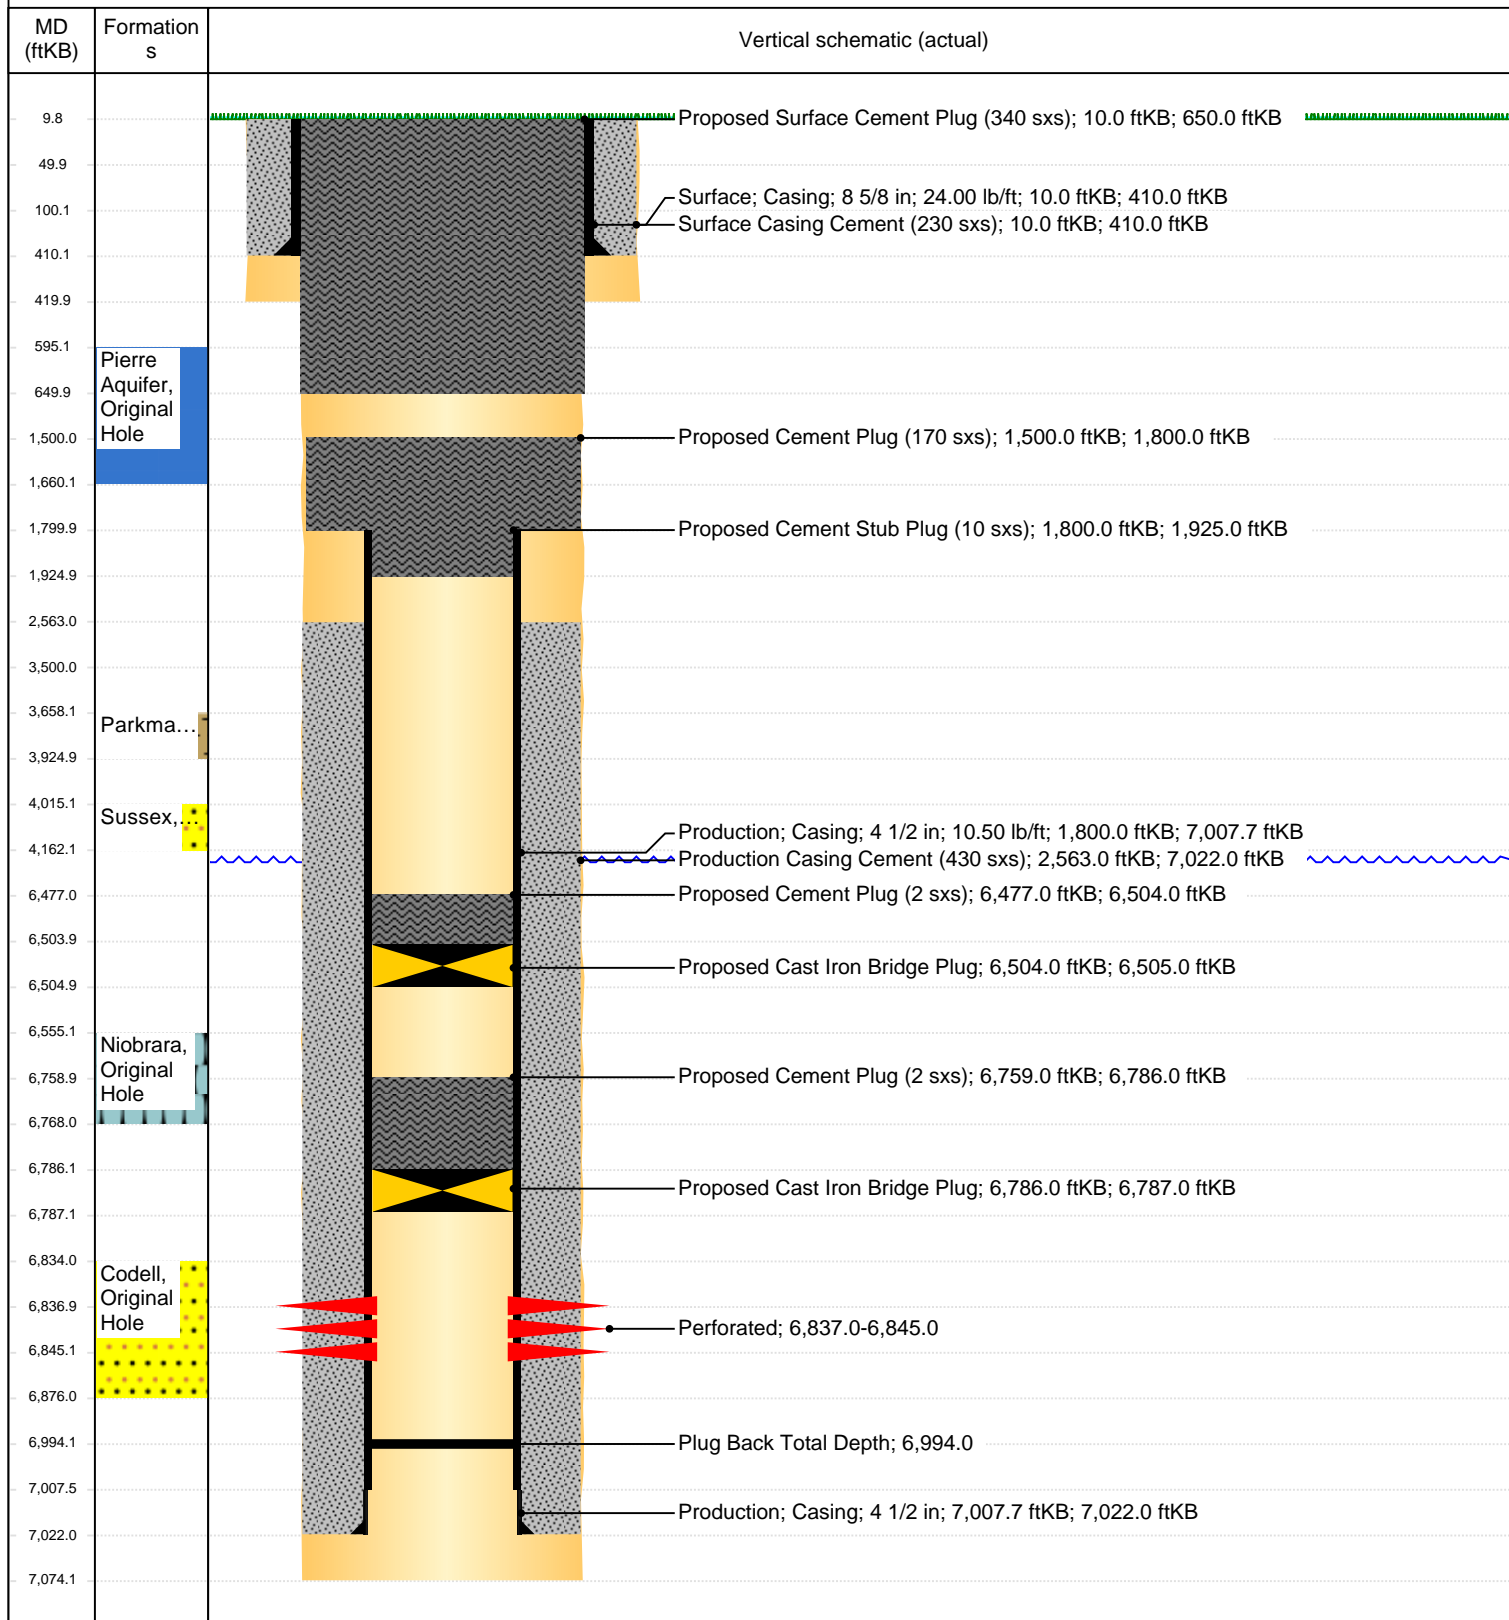 MD
(ftKB)
Formation
s
Vertical schematic (actual)
9.8
Proposed Surface Cement Plug (340 sxs); 10.0 ftKB; 650.0 ftKB
49.9
Surface; Casing; 8 5/8 in; 24.00 lb/ft; 10.0 ftKB; 410.0 ftKB
100.1
Surface Casing Cement (230 sxs); 10.0 ftKB; 410.0 ftKB
410.1
419.9
595.1
Pierre
Aquifer,
Original
Hole
649.9
1,500.0
Proposed Cement Plug (170 sxs); 1,500.0 ftKB; 1,800.0 ftKB
1,660.1
1,799.9
Proposed Cement Stub Plug (10 sxs); 1,800.0 ftKB; 1,925.0 ftKB
1,924.9
2,563.0
3,500.0
3,658.1
Parkma...
3,924.9
4,015.1
Sussex,...
Production; Casing; 4 1/2 in; 10.50 lb/ft; 1,800.0 ftKB; 7,007.7 ftKB
4,162.1
Production Casing Cement (430 sxs); 2,563.0 ftKB; 7,022.0 ftKB
6,477.0
Proposed Cement Plug (2 sxs); 6,477.0 ftKB; 6,504.0 ftKB
6,503.9
Proposed Cast Iron Bridge Plug; 6,504.0 ftKB; 6,505.0 ftKB
6,504.9
6,555.1
Niobrara,
Original
Hole
6,758.9
Proposed Cement Plug (2 sxs); 6,759.0 ftKB; 6,786.0 ftKB
6,768.0
6,786.1
Proposed Cast Iron Bridge Plug; 6,786.0 ftKB; 6,787.0 ftKB
6,787.1
6,834.0
Codell,
Original
Hole
6,836.9
Perforated; 6,837.0-6,845.0
6,845.1
6,876.0
6,994.1
Plug Back Total Depth; 6,994.0
7,007.5
Production; Casing; 4 1/2 in; 7,007.7 ftKB; 7,022.0 ftKB
7,022.0
7,074.1